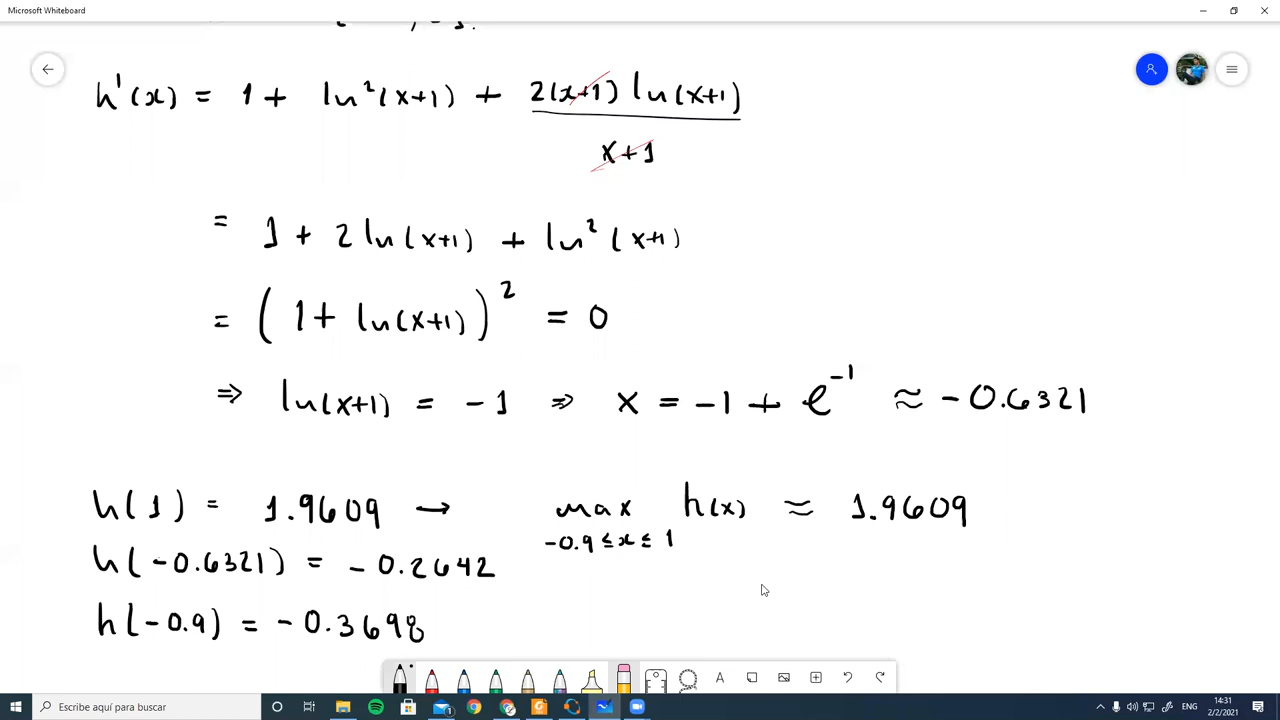 Microsoft Whiteboard
h'(x) = 1 + ln²(x+1) + 2(x+1) ln(x+1)
x+1
= 1 + 2 ln(x+1) + ln²(x+1)
= (1 + ln(x+1))² = 0
⇒ ln(x+1) = -1 ⇒ x = -1 + e⁻¹ ≈ -0.6321
h(1) = 1.9609 → max h(x) ≈ 1.9609
-0.9 ≤ x ≤ 1
h(-0.6321) = -0.2642
h(-0.9) = -0.3698
Escribe aquí para buscar
ENG
14:31
2/2/2021